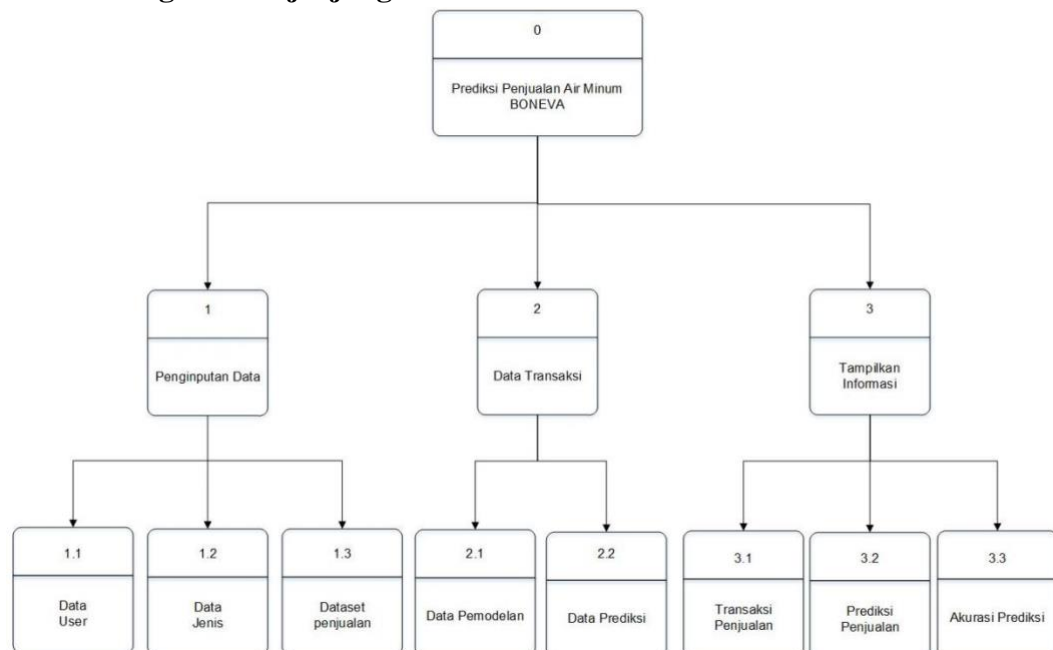 0
Prediksi Penjualan Air Minum
BONEVA
1
Penginputan Data
2
Data Transaksi
3
Tampilkan
Informasi
1.1
Data
User
1.2
Data
Jenis
1.3
Dataset
penjualan
2.1
Data Pemodelan
2.2
Data Prediksi
3.1
Transaksi
Penjualan
3.2
Prediksi
Penjualan
3.3
Akurasi Prediksi